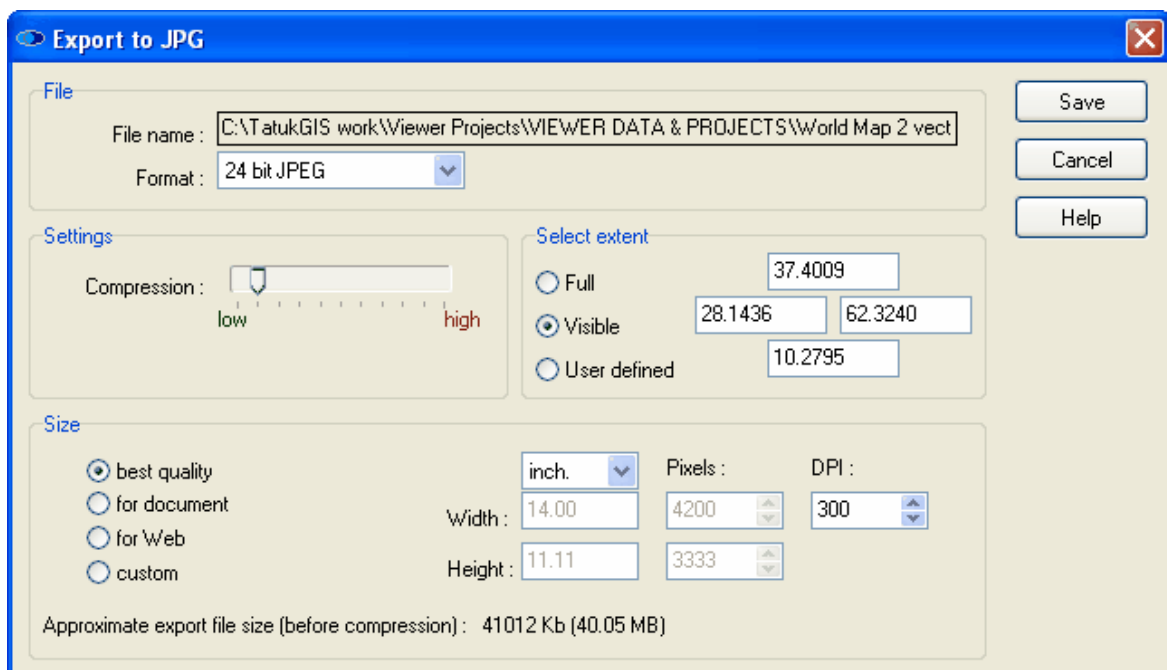 Export to JPG
File
File name :
C:\TatukGIS work\Viewer Projects\VIEWER DATA & PROJECTS\World Map 2 vect
Format :
24 bit JPEG
Save
Cancel
Help
Settings
Compression :
low
high
Select extent
Full
Visible
User defined
37.4009
28.1436
62.3240
10.2795
Size
best quality
for document
for Web
custom
inch.
Pixels :
DPI :
Width :
14.00
4200
300
Height :
11.11
3333
Approximate export file size (before compression) : 41012 Kb (40.05 MB)